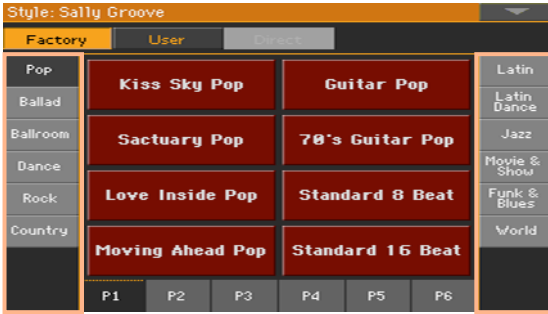 Style: Sally Groove
Factory User Direct
Pop
Ballad
Ballroom
Dance
Rock
Country
Kiss Sky Pop Guitar Pop
Sactuary Pop 70's Guitar Pop
Love Inside Pop Standard 8 Beat
Moving Ahead Pop Standard 16 Beat
Latin
Latin
Dance
Jazz
Movie &
Show
Funk &
Blues
World
P1 P2 P3 P4 P5 P6